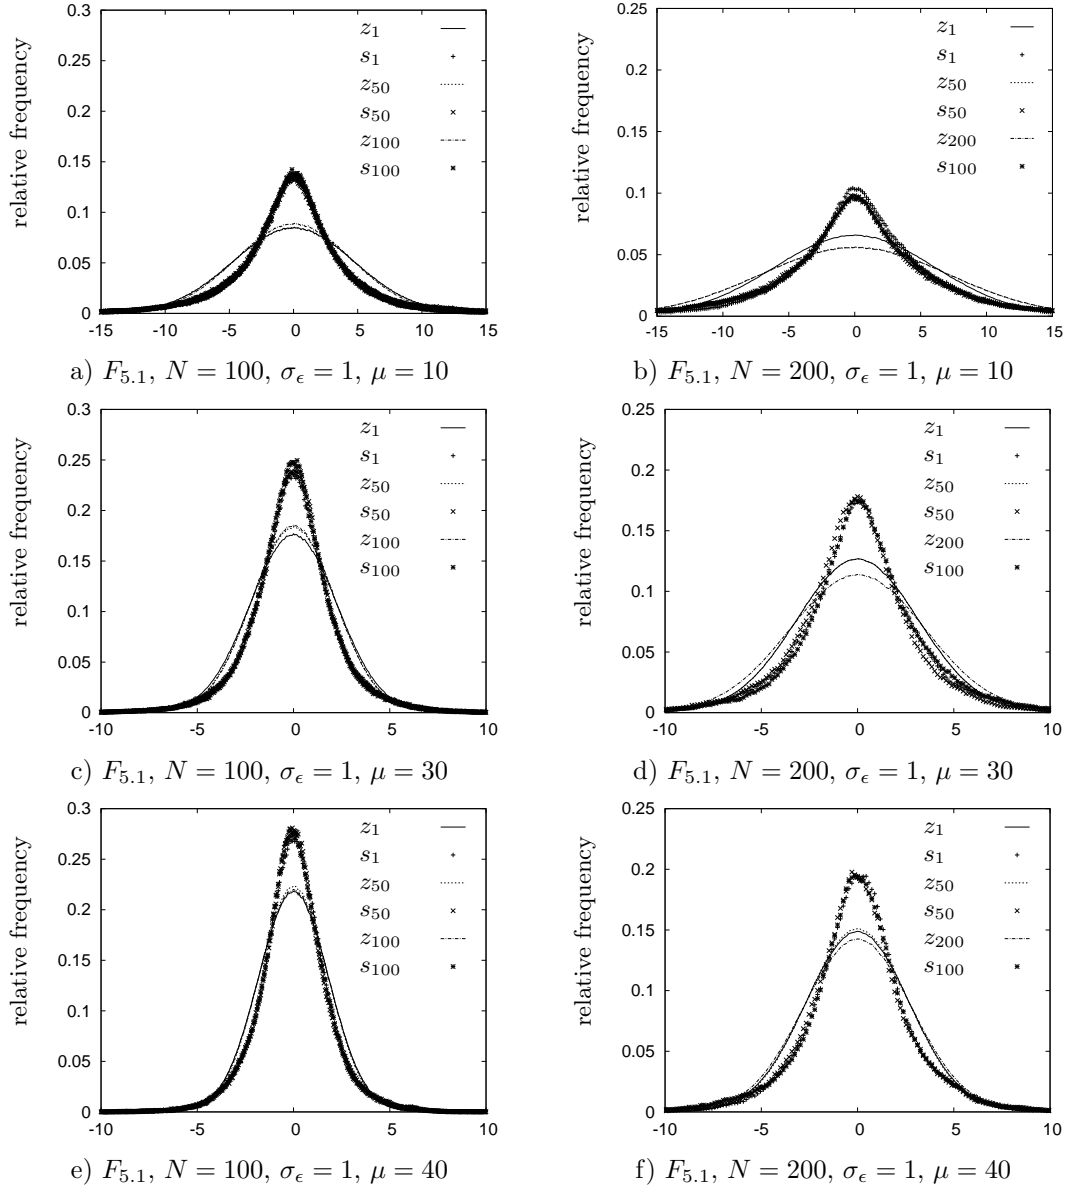 relative frequency
0.3
0.25
0.2
0.15
0.1
0.05
0
-15 -10 -5 0 5 10 15
z1
s1
z50
s50
z100
s100
a) F5.1, N = 100, σϵ = 1, μ = 10
relative frequency
0.25
0.2
0.15
0.1
0.05
0
-15 -10 -5 0 5 10 15
z1
s1
z50
s50
z200
s100
b) F5.1, N = 200, σϵ = 1, μ = 10
relative frequency
0.3
0.25
0.2
0.15
0.1
0.05
0
-10 -5 0 5 10
z1
s1
z50
s50
z100
s100
c) F5.1, N = 100, σϵ = 1, μ = 30
relative frequency
0.25
0.2
0.15
0.1
0.05
0
-10 -5 0 5 10
z1
s1
z50
s50
z200
s100
d) F5.1, N = 200, σϵ = 1, μ = 30
relative frequency
0.3
0.25
0.2
0.15
0.1
0.05
0
-10 -5 0 5 10
z1
s1
z50
s50
z100
s100
e) F5.1, N = 100, σϵ = 1, μ = 40
relative frequency
0.25
0.2
0.15
0.1
0.05
0
-10 -5 0 5 10
z1
s1
z50
s50
z200
s100
f) F5.1, N = 200, σϵ = 1, μ = 40